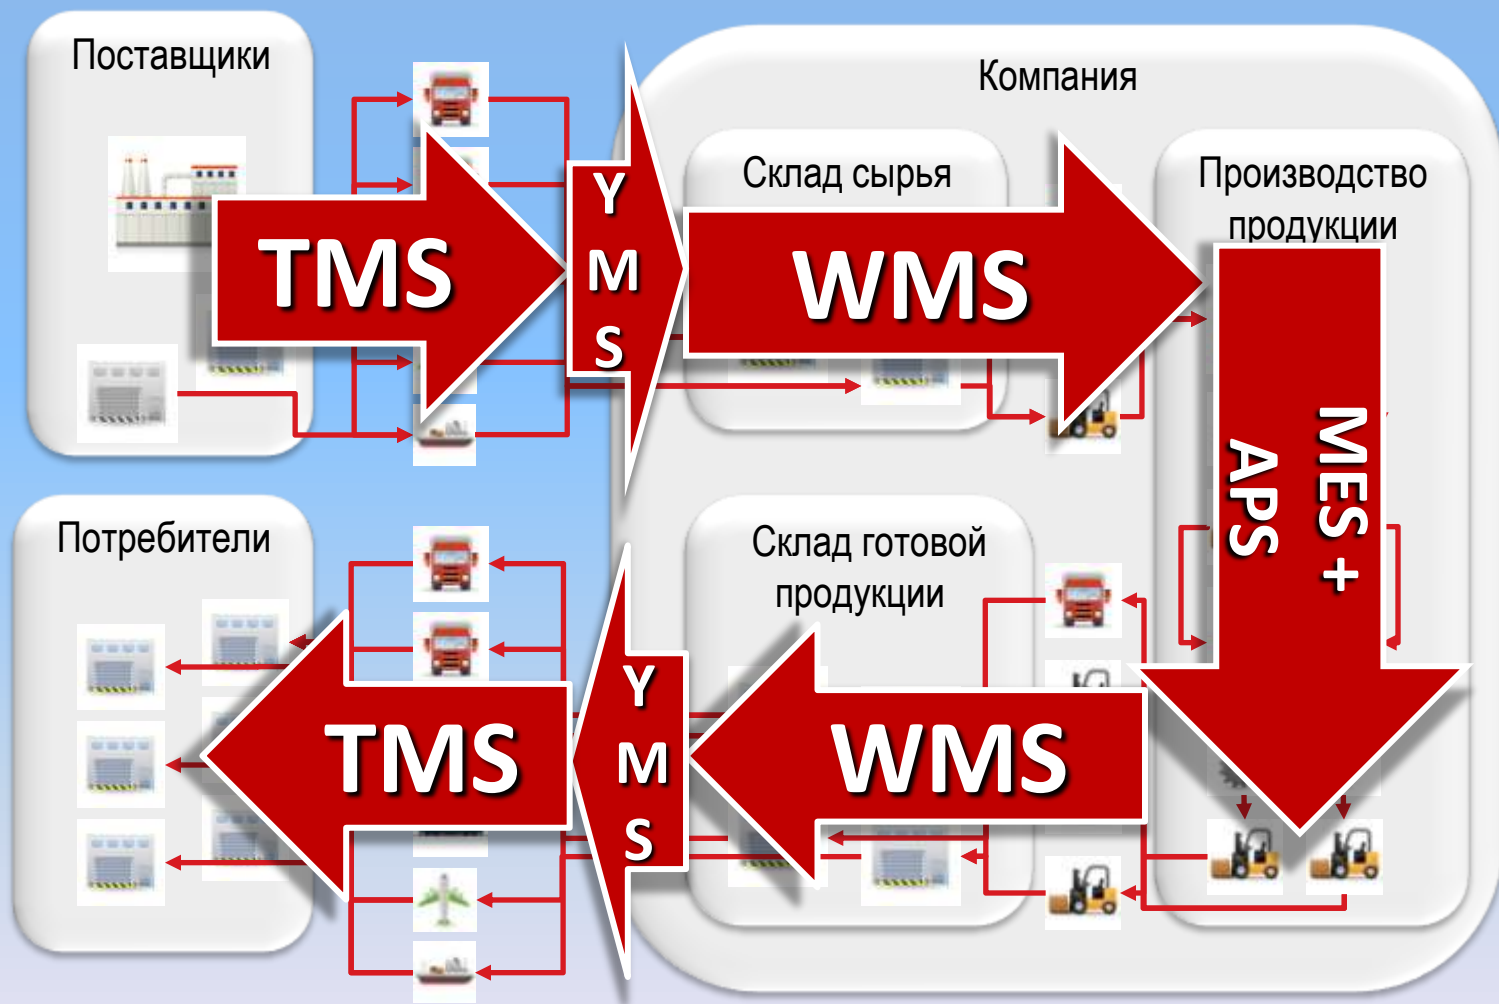 Поставщики
Компания
Склад сырья
Производство
продукции
TMS
Y
M
S
WMS
MES +
APS
Потребители
Склад готовой
продукции
TMS
Y
M
S
WMS